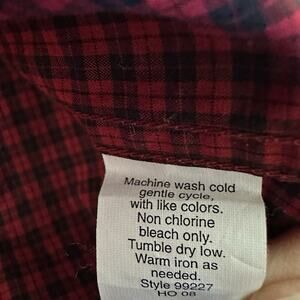 Machine wash cold
gentle cycle,
with like colors.
Non chlorine
bleach only.
Tumble dry low.
Warm iron as
needed.
Style 99227
HO 08